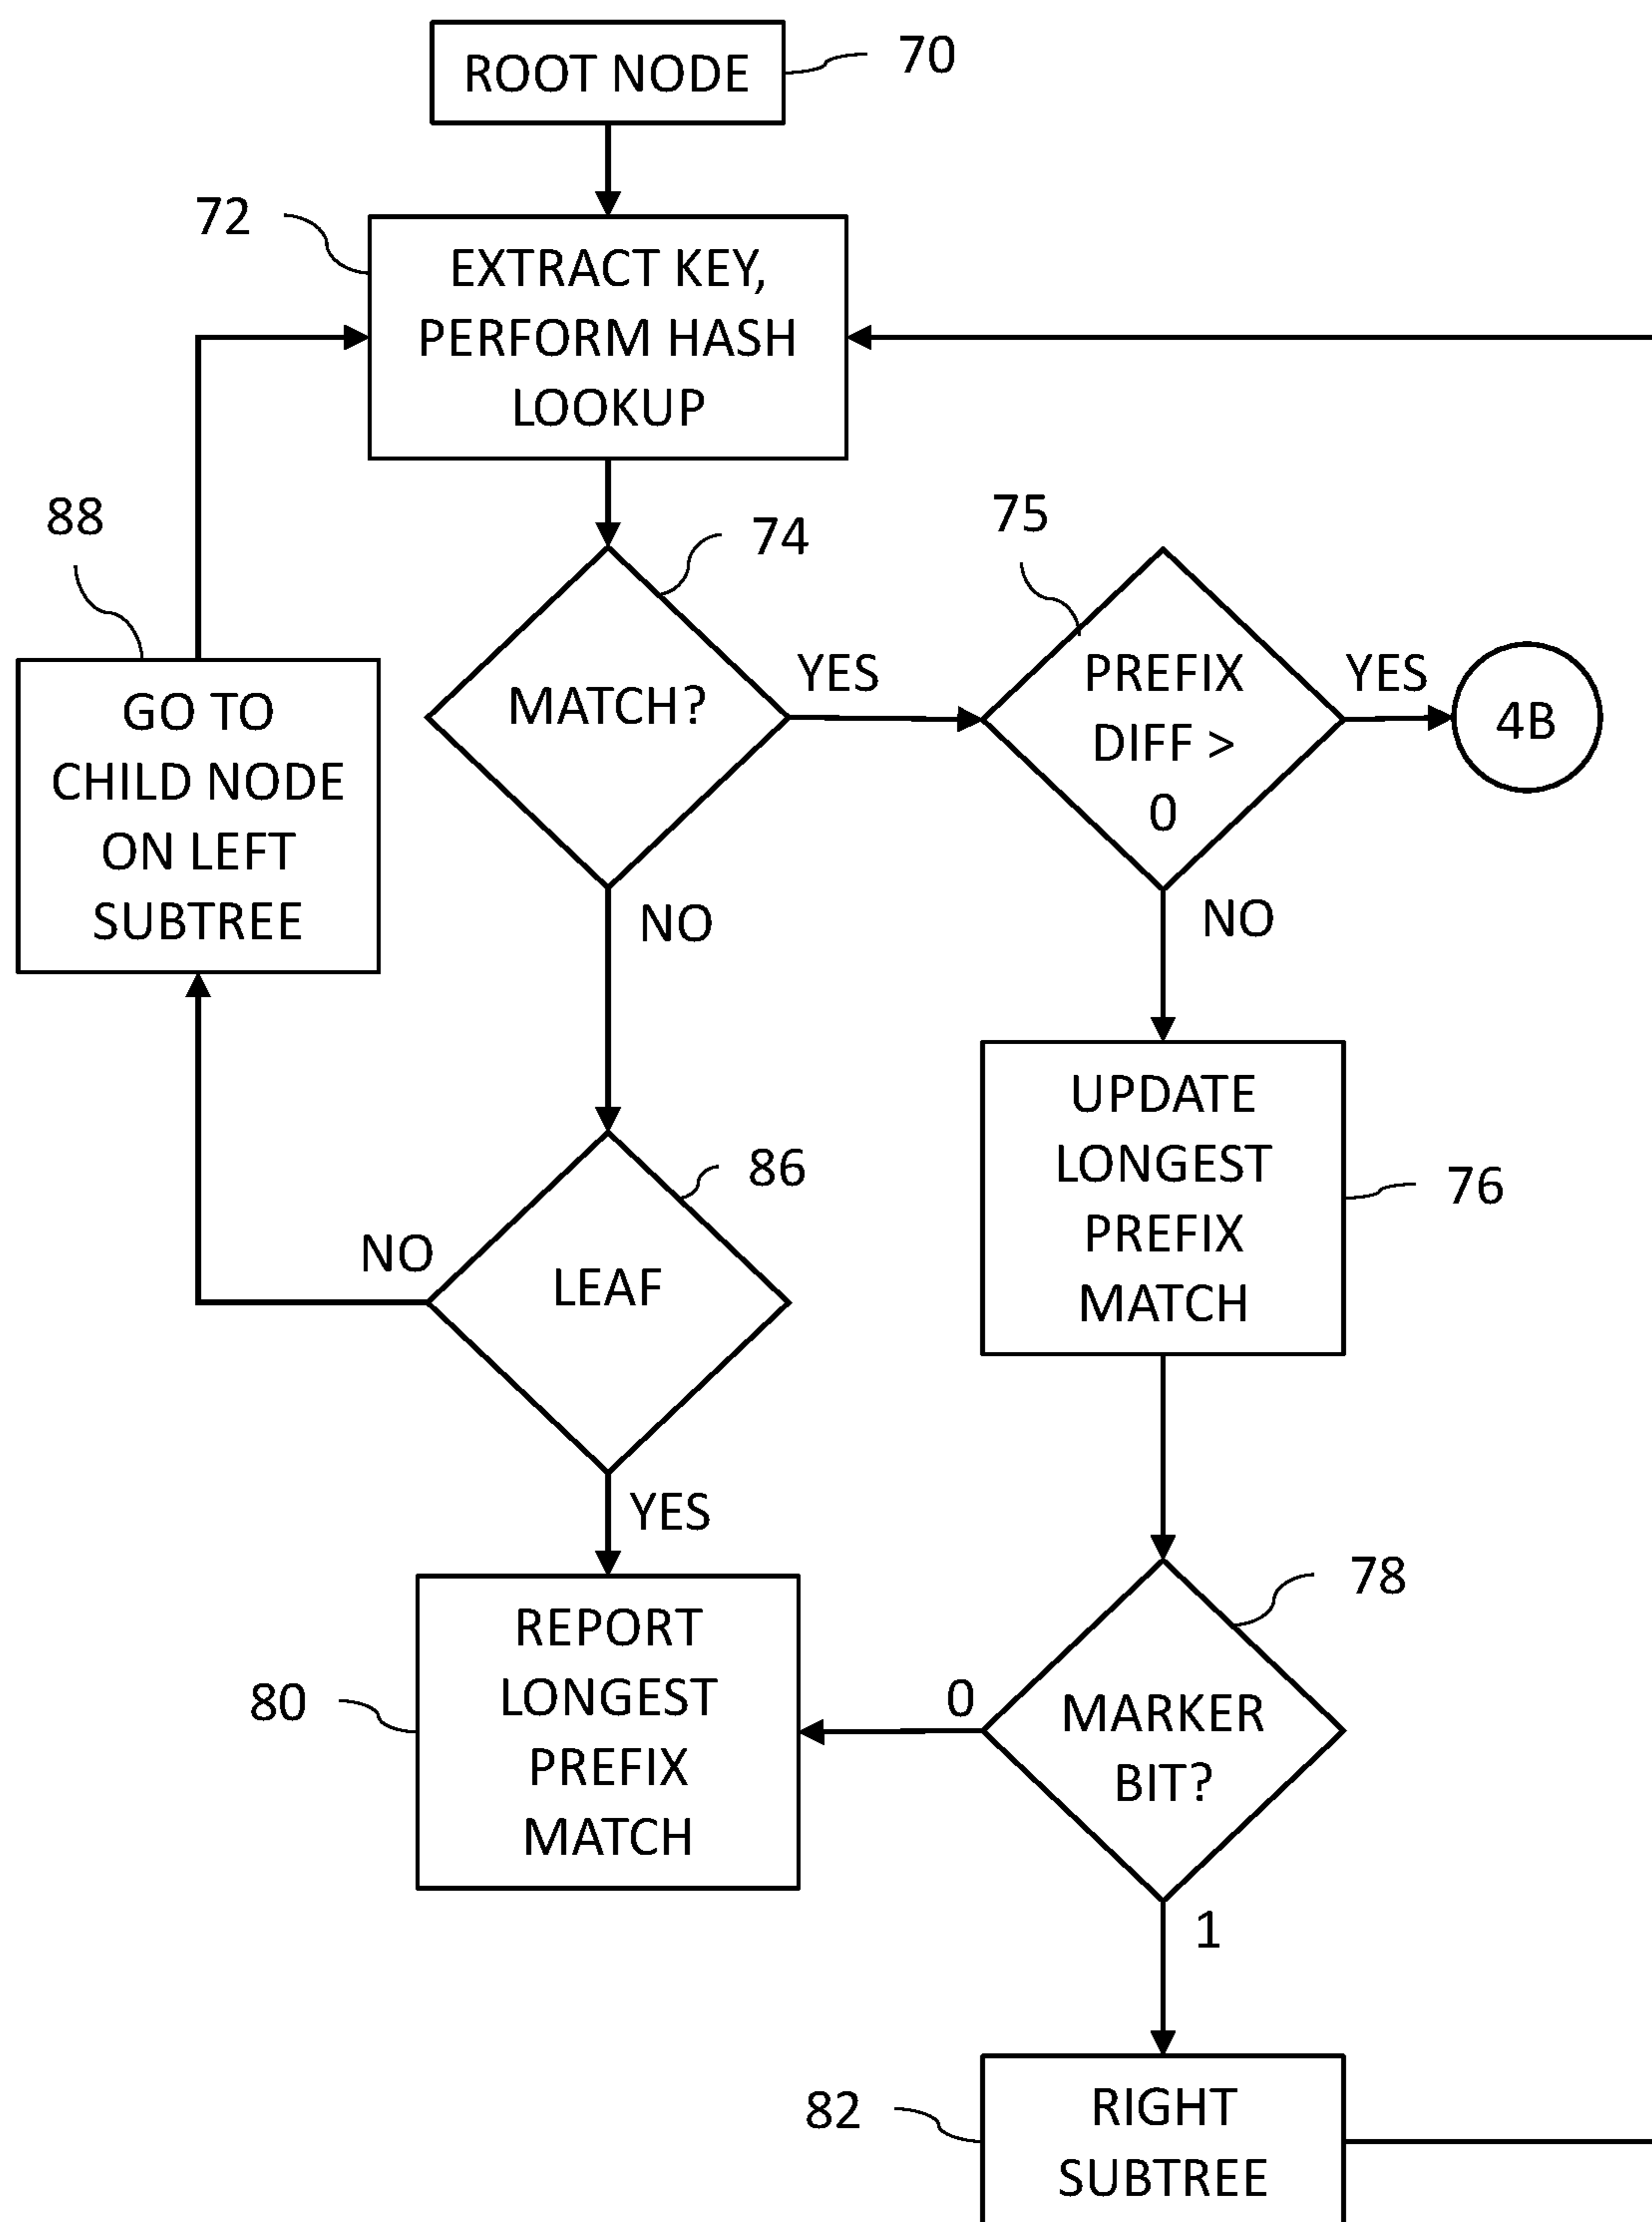 ROOT NODE
70
72
EXTRACT KEY,
PERFORM HASH
LOOKUP
88
74
75
GO TO
CHILD NODE
ON LEFT
SUBTREE
MATCH?
YES
PREFIX
DIFF >
0
YES
4B
NO
NO
UPDATE
LONGEST
PREFIX
MATCH
76
86
NO
LEAF
YES
78
REPORT
LONGEST
PREFIX
MATCH
80
0
MARKER
BIT?
1
82
RIGHT
SUBTREE